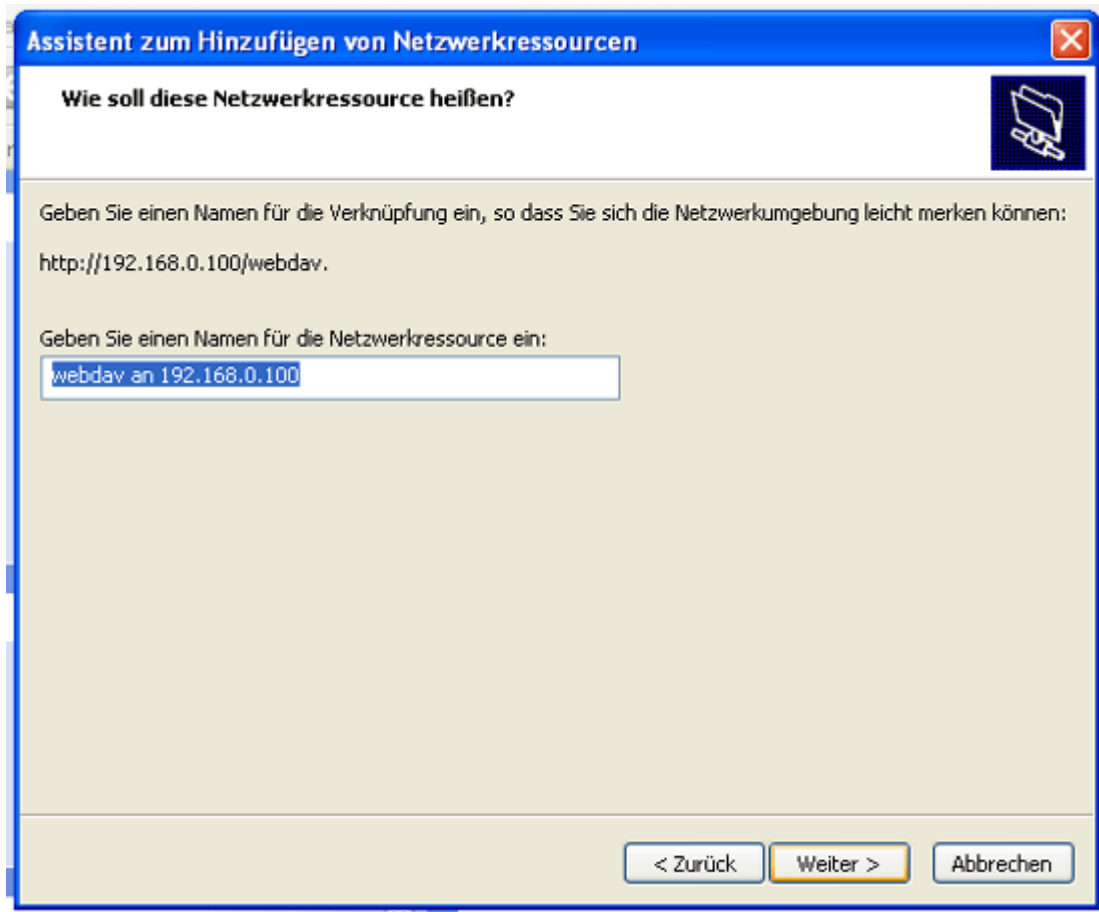 Assistent zum Hinzufügen von Netzwerkressourcen
Wie soll diese Netzwerkressource heißen?
Geben Sie einen Namen für die Verknüpfung ein, so dass Sie sich die Netzwerkumgebung leicht merken können:
http://192.168.0.100/webdav.
Geben Sie einen Namen für die Netzwerkressource ein:
webdav an 192.168.0.100
< Zurück Weiter > Abbrechen